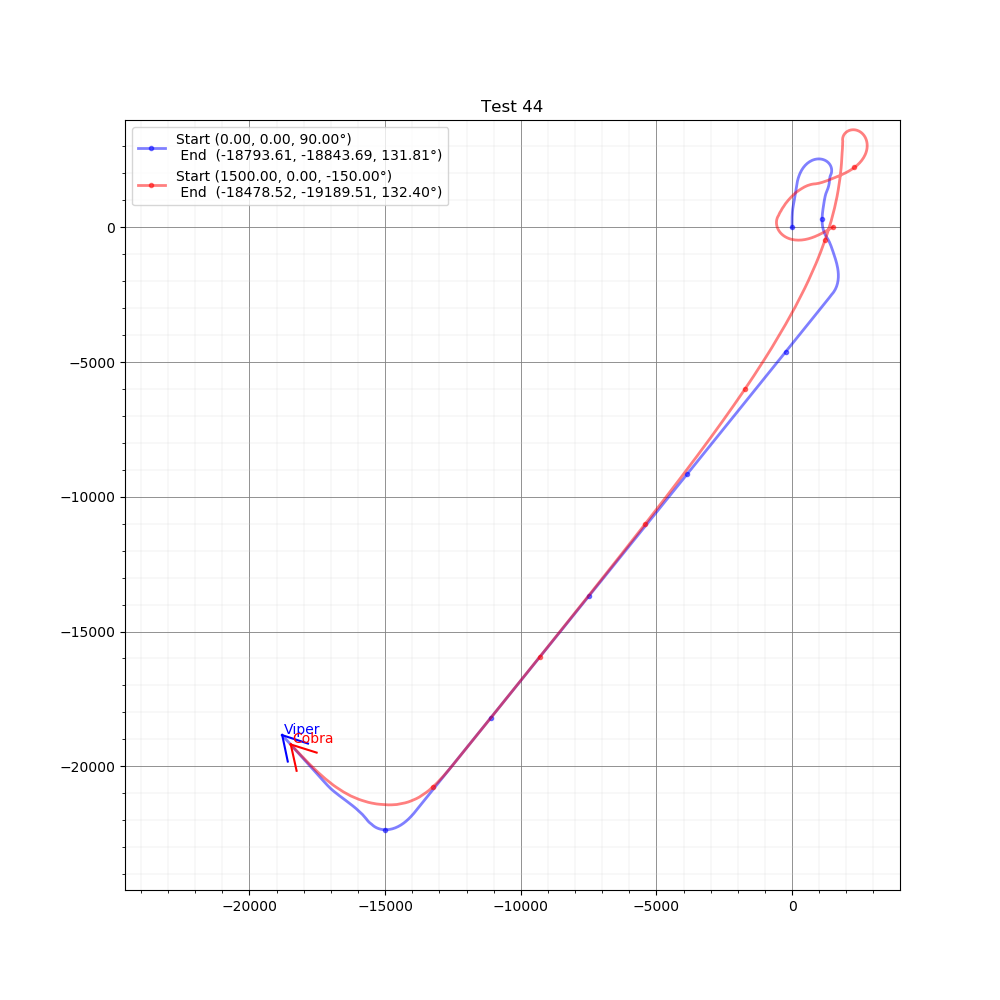 Test 44
Start (0.00, 0.00, 90.00°)
End  (-18793.61, -18843.69, 131.81°)
Start (1500.00, 0.00, -150.00°)
End  (-18478.52, -19189.51, 132.40°)
0
−5000
−10000
−15000
−20000
Viper
Cobra
−20000 −15000 −10000 −5000 0